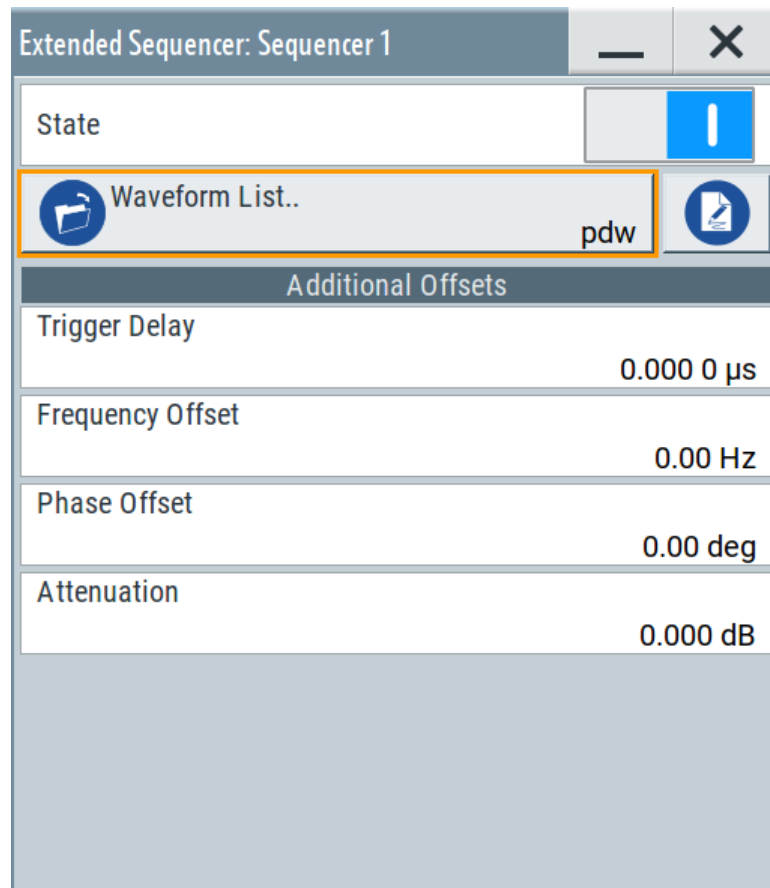 Extended Sequencer: Sequencer 1
State
Waveform List..
pdw
Additional Offsets
Trigger Delay
0.000 0 µs
Frequency Offset
0.00 Hz
Phase Offset
0.00 deg
Attenuation
0.000 dB